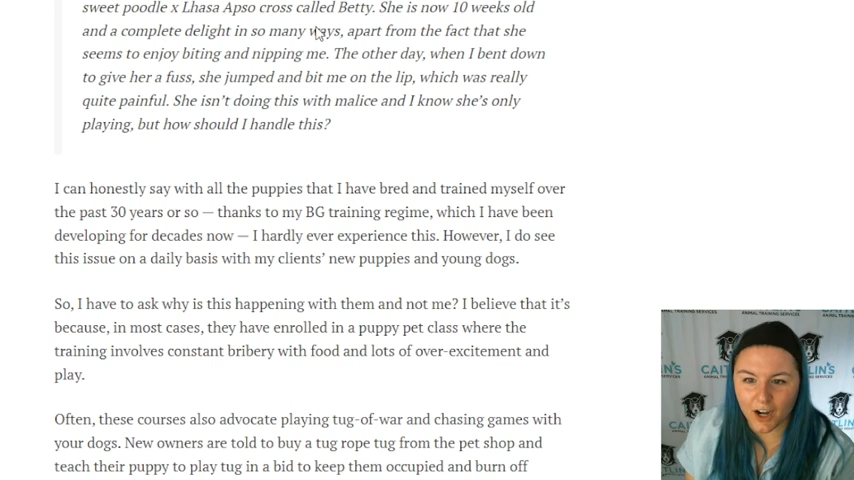 sweet poodle x Lhasa Apso cross called Betty. She is now 10 weeks old
and a complete delight in so many ways, apart from the fact that she
seems to enjoy biting and nipping me. The other day, when I bent down
to give her a fuss, she jumped and bit me on the lip, which was really
quite painful. She isn't doing this with malice and I know she's only
playing, but how should I handle this?
I can honestly say with all the puppies that I have bred and trained myself over
the past 30 years or so — thanks to my BG training regime, which I have been
developing for decades now — I hardly ever experience this. However, I do see
this issue on a daily basis with my clients' new puppies and young dogs.
So, I have to ask why is this happening with them and not me? I believe that it's
because, in most cases, they have enrolled in a puppy pet class where the
training involves constant bribery with food and lots of over-excitement and
play.
Often, these courses also advocate playing tug-of-war and chasing games with
your dogs. New owners are told to buy a tug rope tug from the pet shop and
teach their puppy to play tug in a bid to keep them occupied and burn off
ANIMAL TRAINING SERVICES